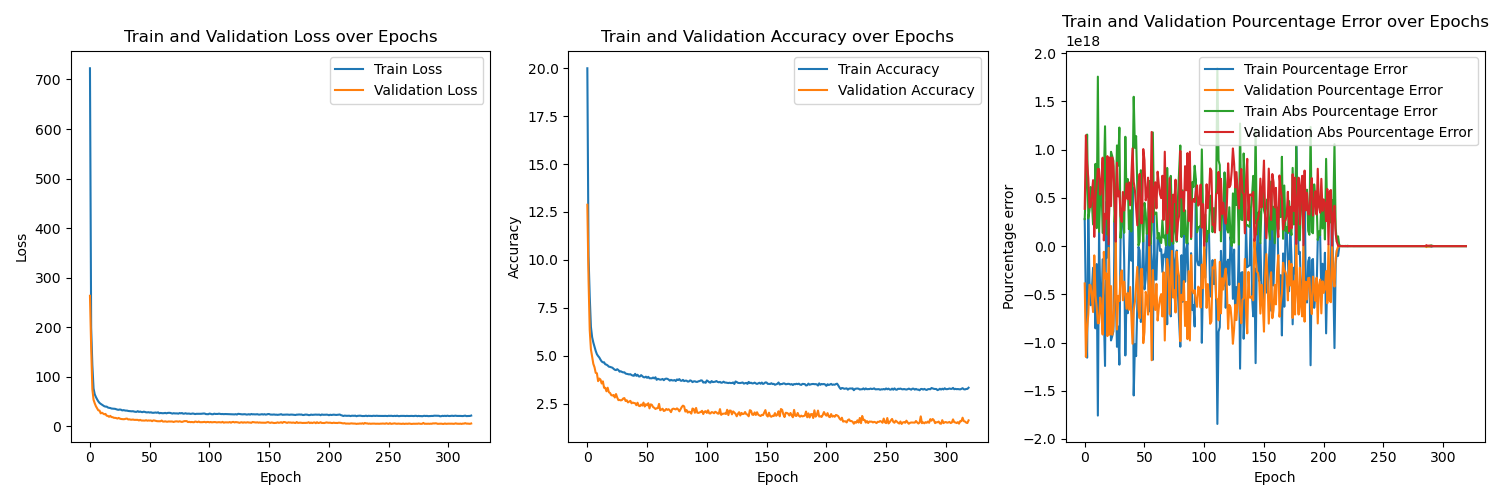 Train and Validation Loss over Epochs
Train Loss
Validation Loss
700
600
500
400
300
200
100
0
Loss
0 50 100 150 200 250 300
Epoch
Train and Validation Accuracy over Epochs
Train Accuracy
Validation Accuracy
20.0
17.5
15.0
12.5
10.0
7.5
5.0
2.5
Accuracy
0 50 100 150 200 250 300
Epoch
Train and Validation Pourcentage Error over Epochs
1e18
Train Pourcentage Error
Validation Pourcentage Error
Train Abs Pourcentage Error
Validation Abs Pourcentage Error
2.0
1.5
1.0
0.5
0.0
−0.5
−1.0
−1.5
−2.0
Pourcentage error
0 50 100 150 200 250 300
Epoch